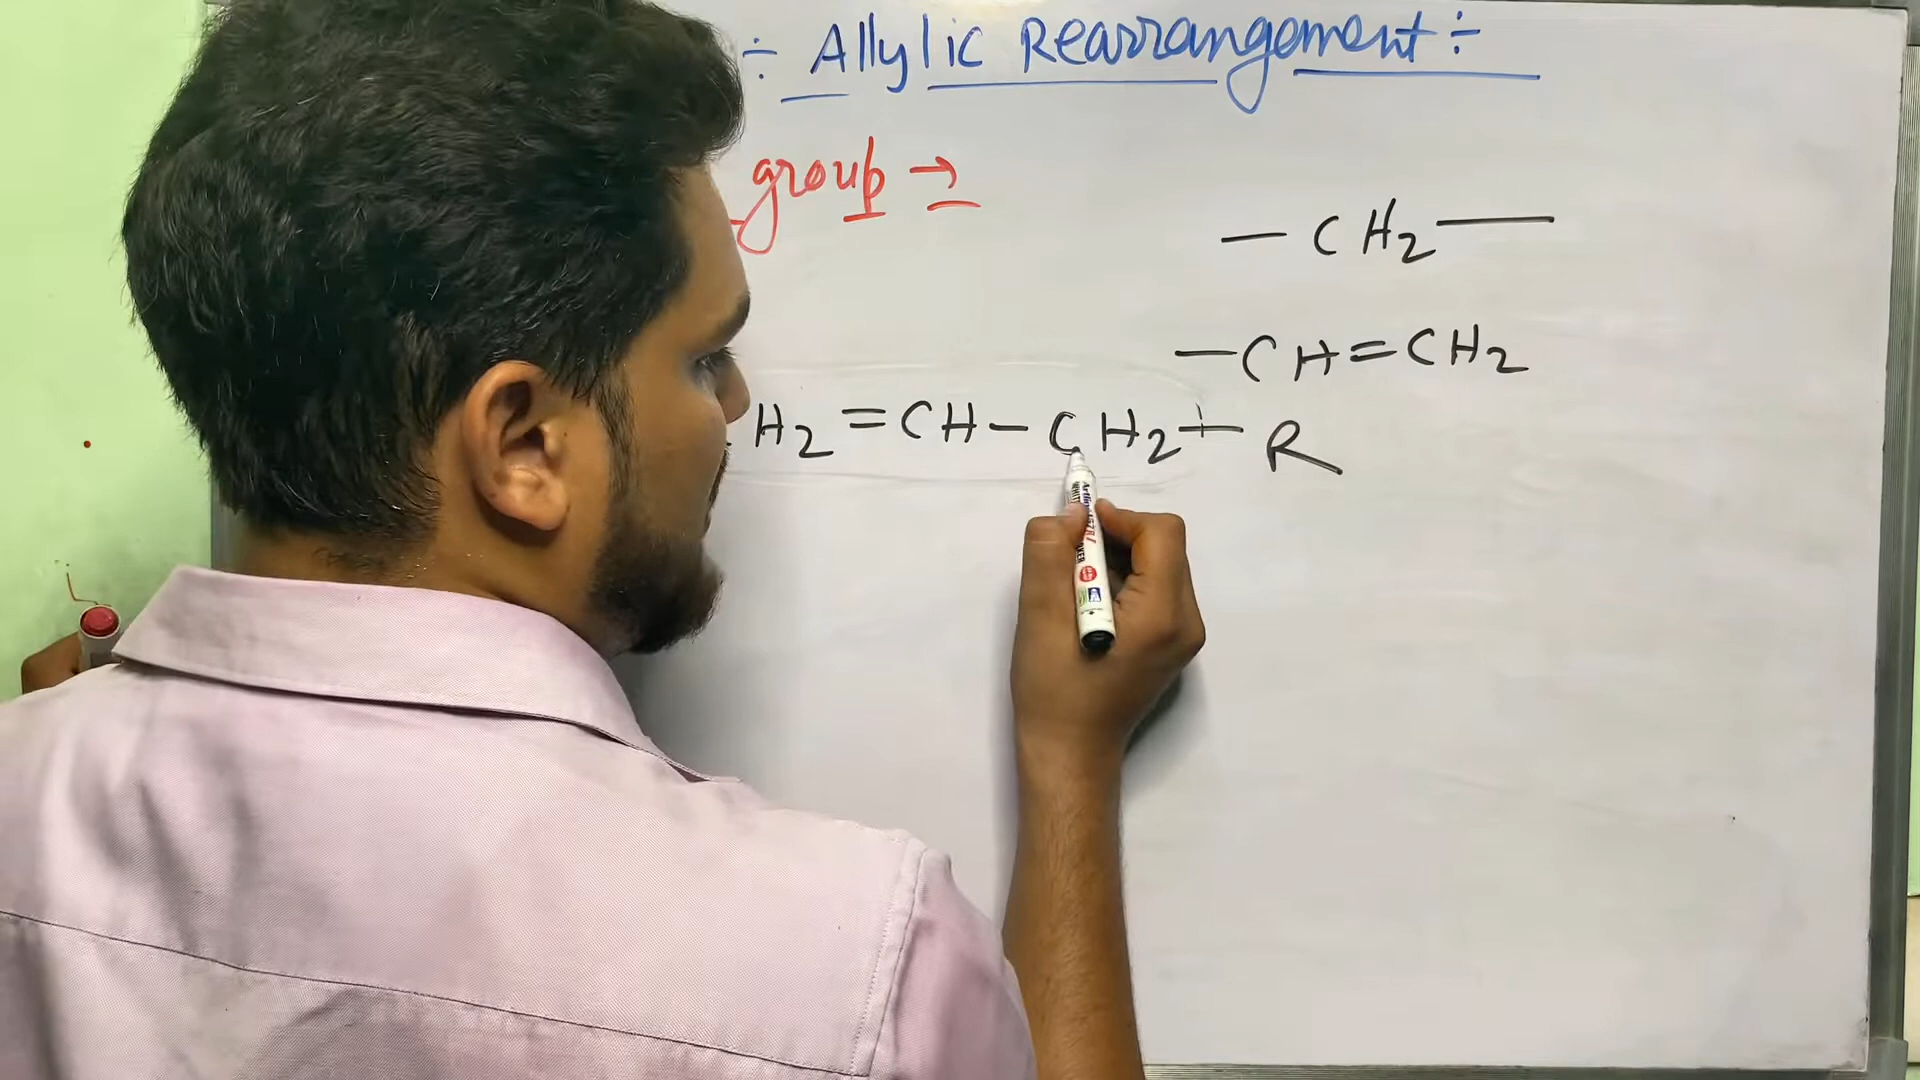 ÷ Allylic Rearrangement ÷
group →
— CH2 —
— CH = CH2
H2 = CH - CH2 + R